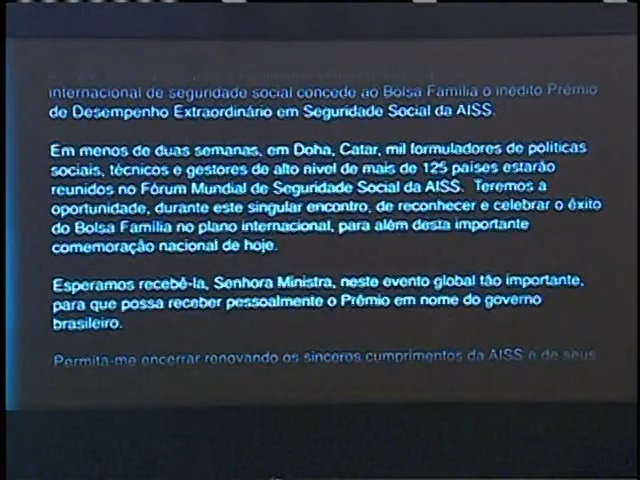 internacional de seguridade social concede ao Bolsa Família o inédito Prêmio
de Desempenho Extraordinário em Seguridade Social da AISS.
Em menos de duas semanas, em Doha, Catar, mil formuladores de políticas
sociais, técnicos e gestores de alto nível de mais de 125 países estarão
reunidos no Fórum Mundial de Seguridade Social da AISS. Teremos a
oportunidade, durante este singular encontro, de reconhecer e celebrar o êxito
do Bolsa Família no plano internacional, para além desta importante
comemoração nacional de hoje.
Esperamos recebê-la, Senhora Ministra, neste evento global tão importante,
para que possa receber pessoalmente o Prêmio em nome do governo
brasileiro.
Permita-me encerrar renovando os sinceros cumprimentos da AISS e de seus